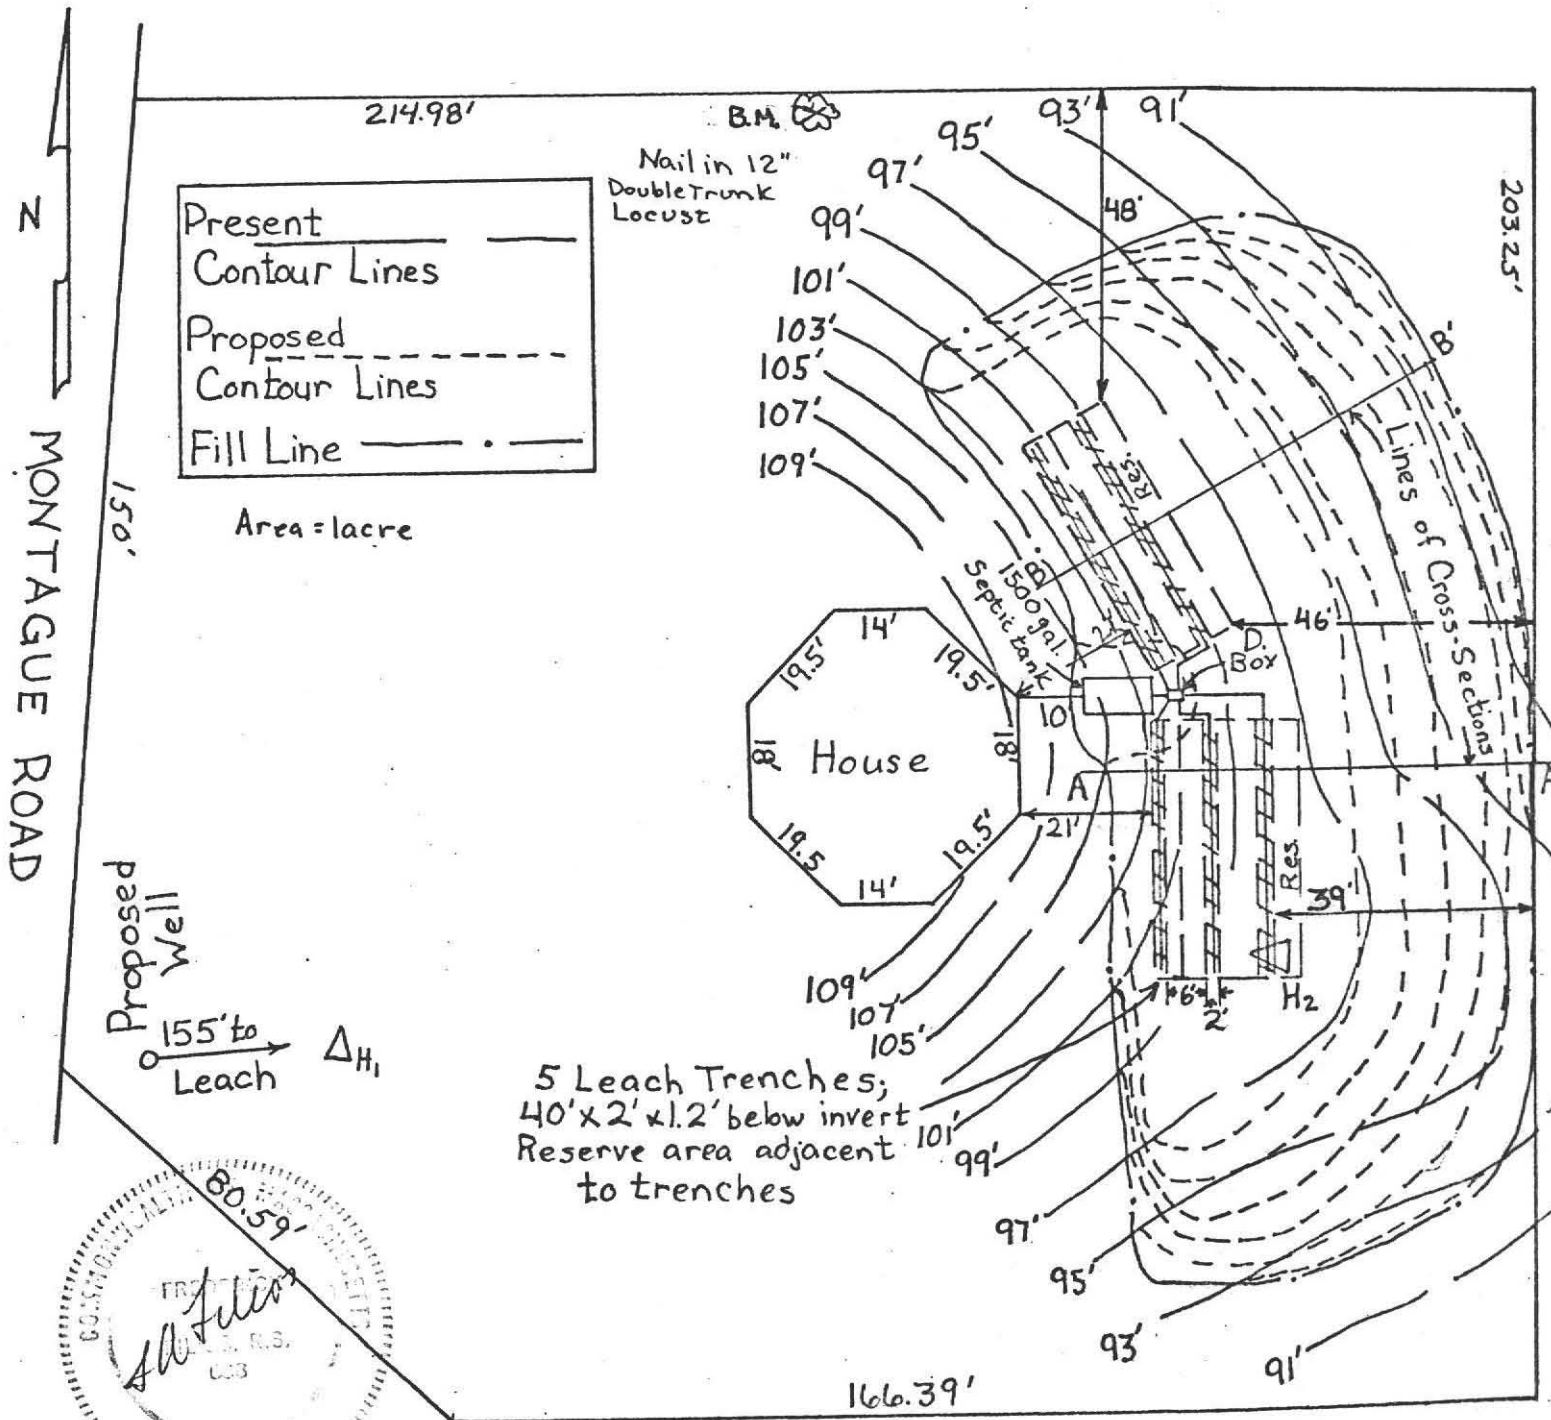 214.98'
B.M.
Nail in 12"
Double Trunk
Locust
93'
91'
95'
97'
99'
101'
103'
105'
107'
109'
48'
203.25'
N
Present
Contour Lines
Proposed
Contour Lines
Fill Line
Area = 1acre
MONTAGUE ROAD
150'
B'
Lines of Cross-Sections
Res.
B
1500 gal.
Septic tank
46'
D.
Box
14'
19.5'
19.5'
18'
18'
19.5
19.5'
14'
House
10'
A
21'
Res.
39'
6'
2'
H2
Proposed
Well
155' to
Leach
H1
109'
107'
105'
101'
99'
97'
95'
93'
91'
5 Leach Trenches;
40' x 2' x 1.2' below invert
Reserve area adjacent
to trenches
80.59'
R.S.
166.39'